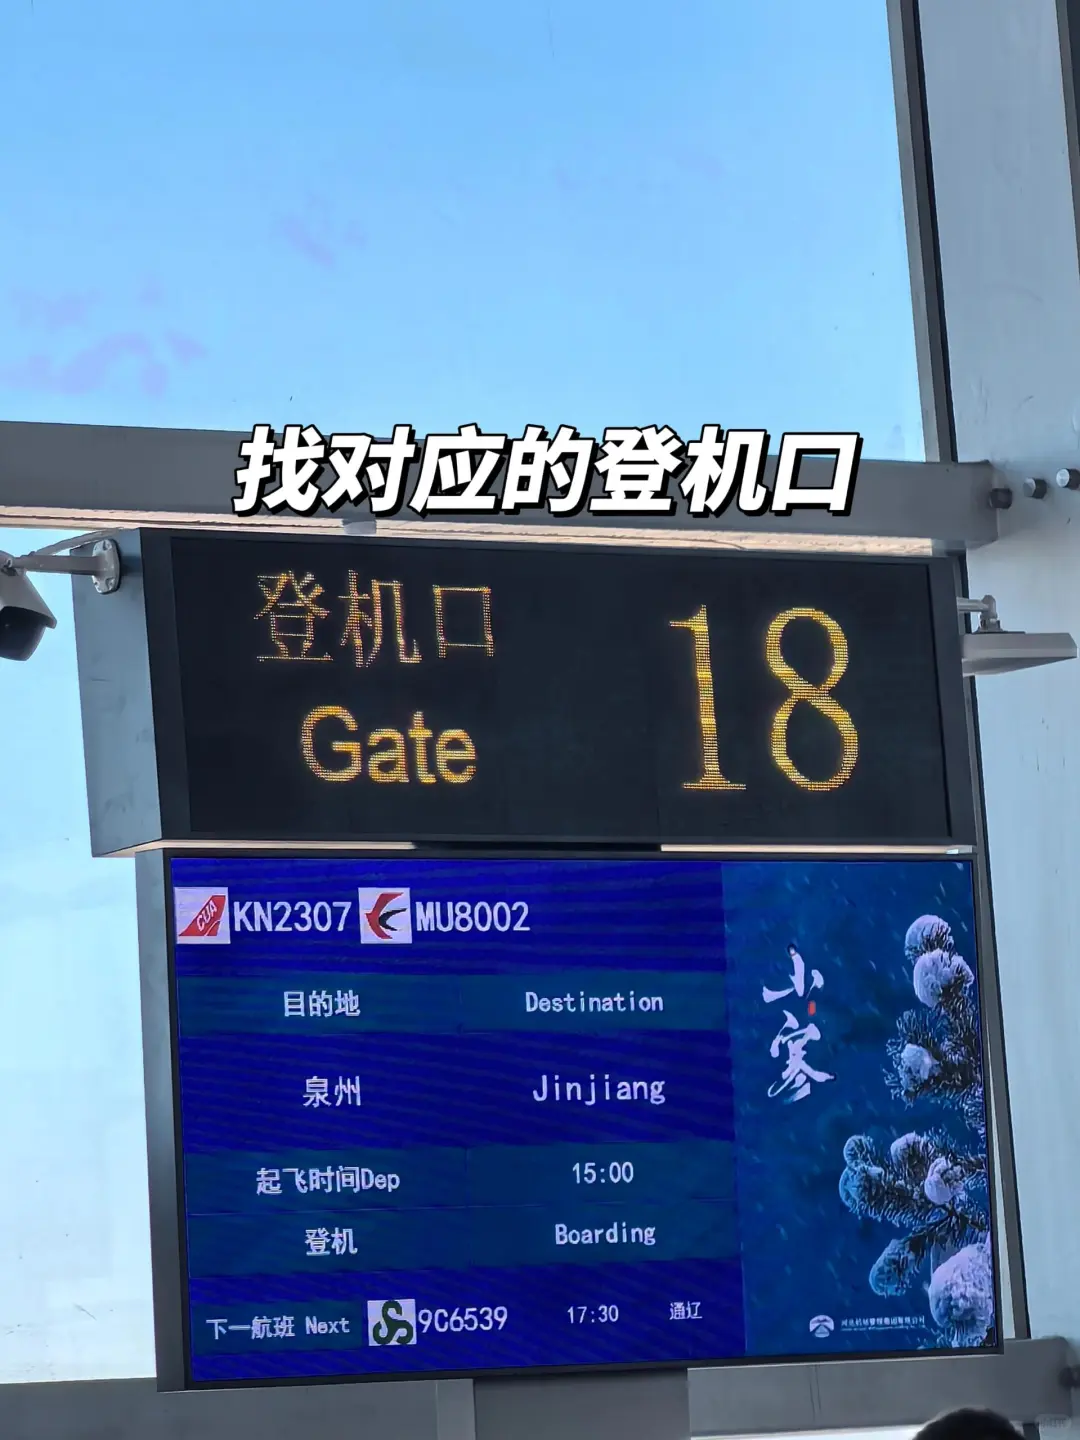 找对应的登机口
登机口
Gate
18
CUA KN2307 MU8002
目的地 Destination
泉州 Jinjiang
起飞时间Dep 15:00
登机 Boarding
下一航班 Next 9C6539 17:30 通辽
小寒